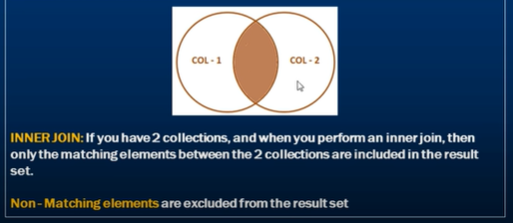 COL - 1 COL - 2
INNER JOIN: If you have 2 collections, and when you perform an inner join, then
only the matching elements between the 2 collections are included in the result
set.
Non - Matching elements are excluded from the result set